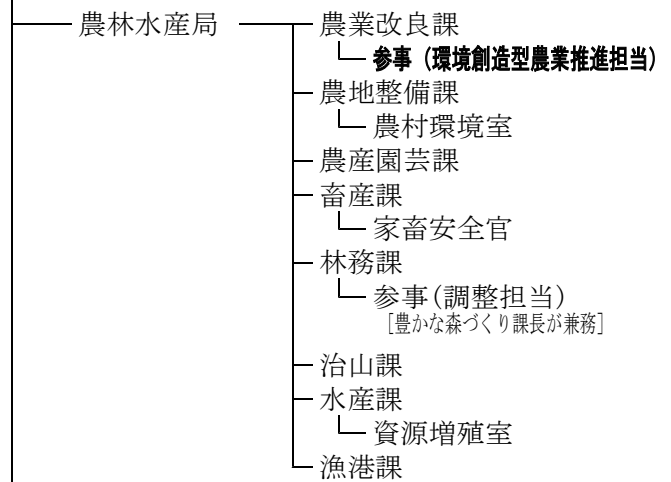 農林水産局
農業改良課
参事（環境創造型農業推進担当）
農地整備課
農村環境室
農産園芸課
畜産課
家畜安全官
林務課
参事(調整担当)
[豊かな森づくり課長が兼務]
治山課
水産課
資源増殖室
漁港課